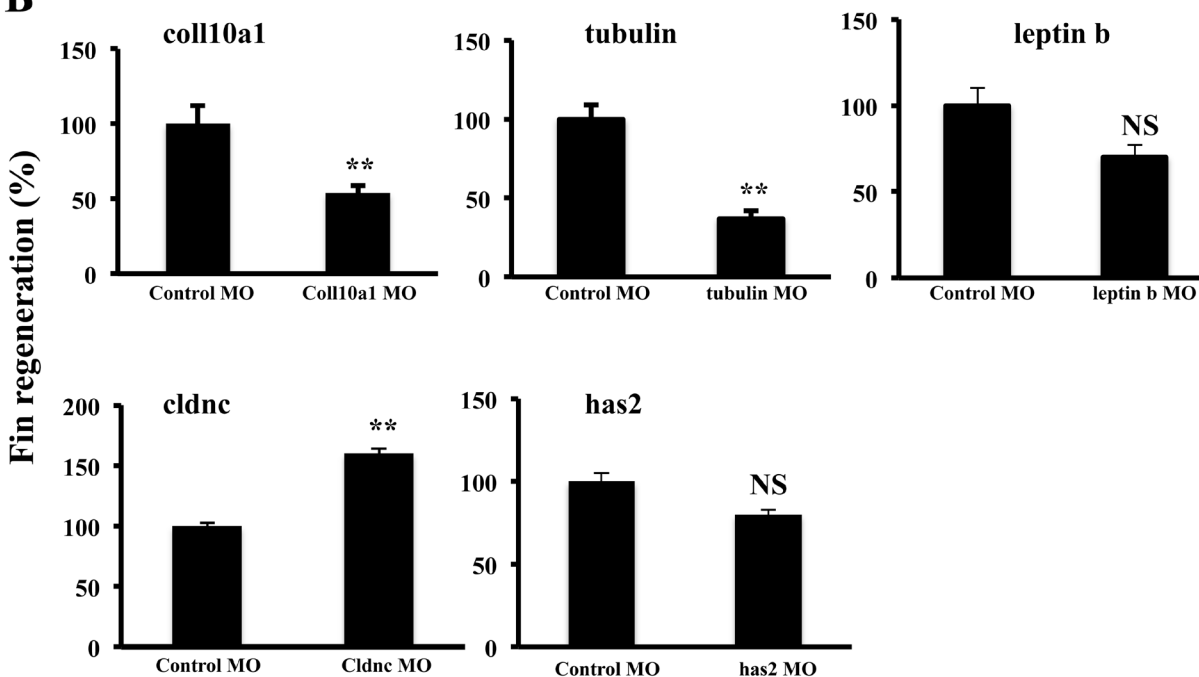 B
Fin regeneration (%)
coll10a1
150
100
50
0
**
Control MO
Coll10a1 MO
tubulin
150
100
50
0
**
Control MO
tubulin MO
leptin b
150
100
50
0
NS
Control MO
leptin b MO
cldnc
200
150
100
50
0
**
Control MO
Cldnc MO
has2
150
100
50
0
NS
Control MO
has2 MO